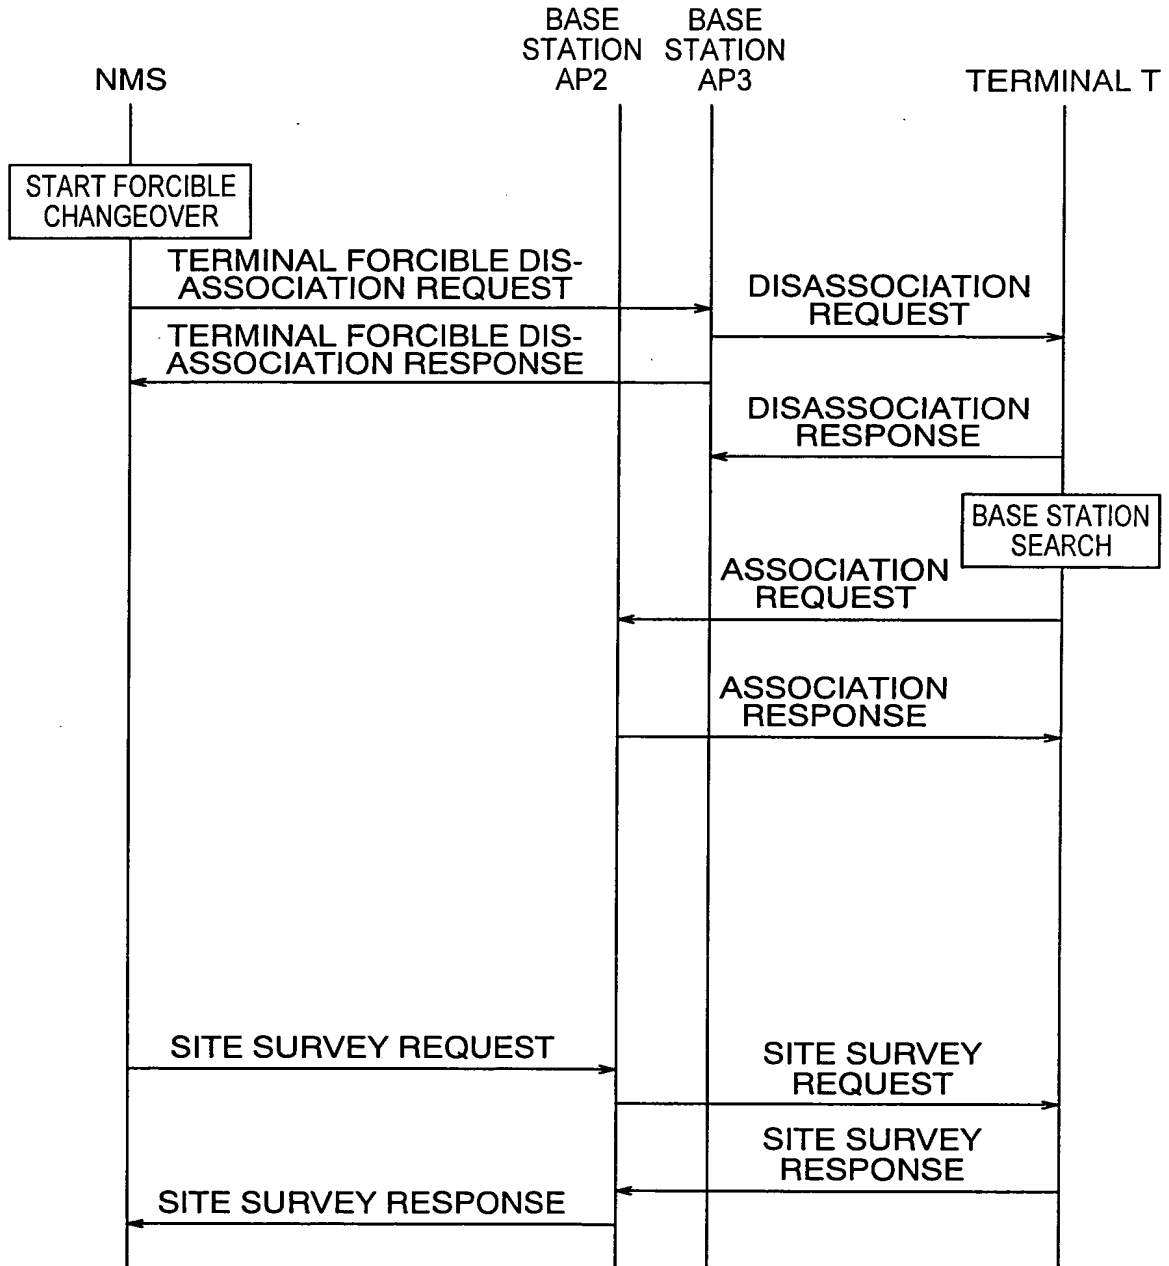 NMS
BASE
STATION
AP2
BASE
STATION
AP3
TERMINAL T
START FORCIBLE
CHANGEOVER
TERMINAL FORCIBLE DIS-
ASSOCIATION REQUEST
DISASSOCIATION
REQUEST
TERMINAL FORCIBLE DIS-
ASSOCIATION RESPONSE
DISASSOCIATION
RESPONSE
BASE STATION
SEARCH
ASSOCIATION
REQUEST
ASSOCIATION
RESPONSE
SITE SURVEY REQUEST
SITE SURVEY
REQUEST
SITE SURVEY
RESPONSE
SITE SURVEY RESPONSE